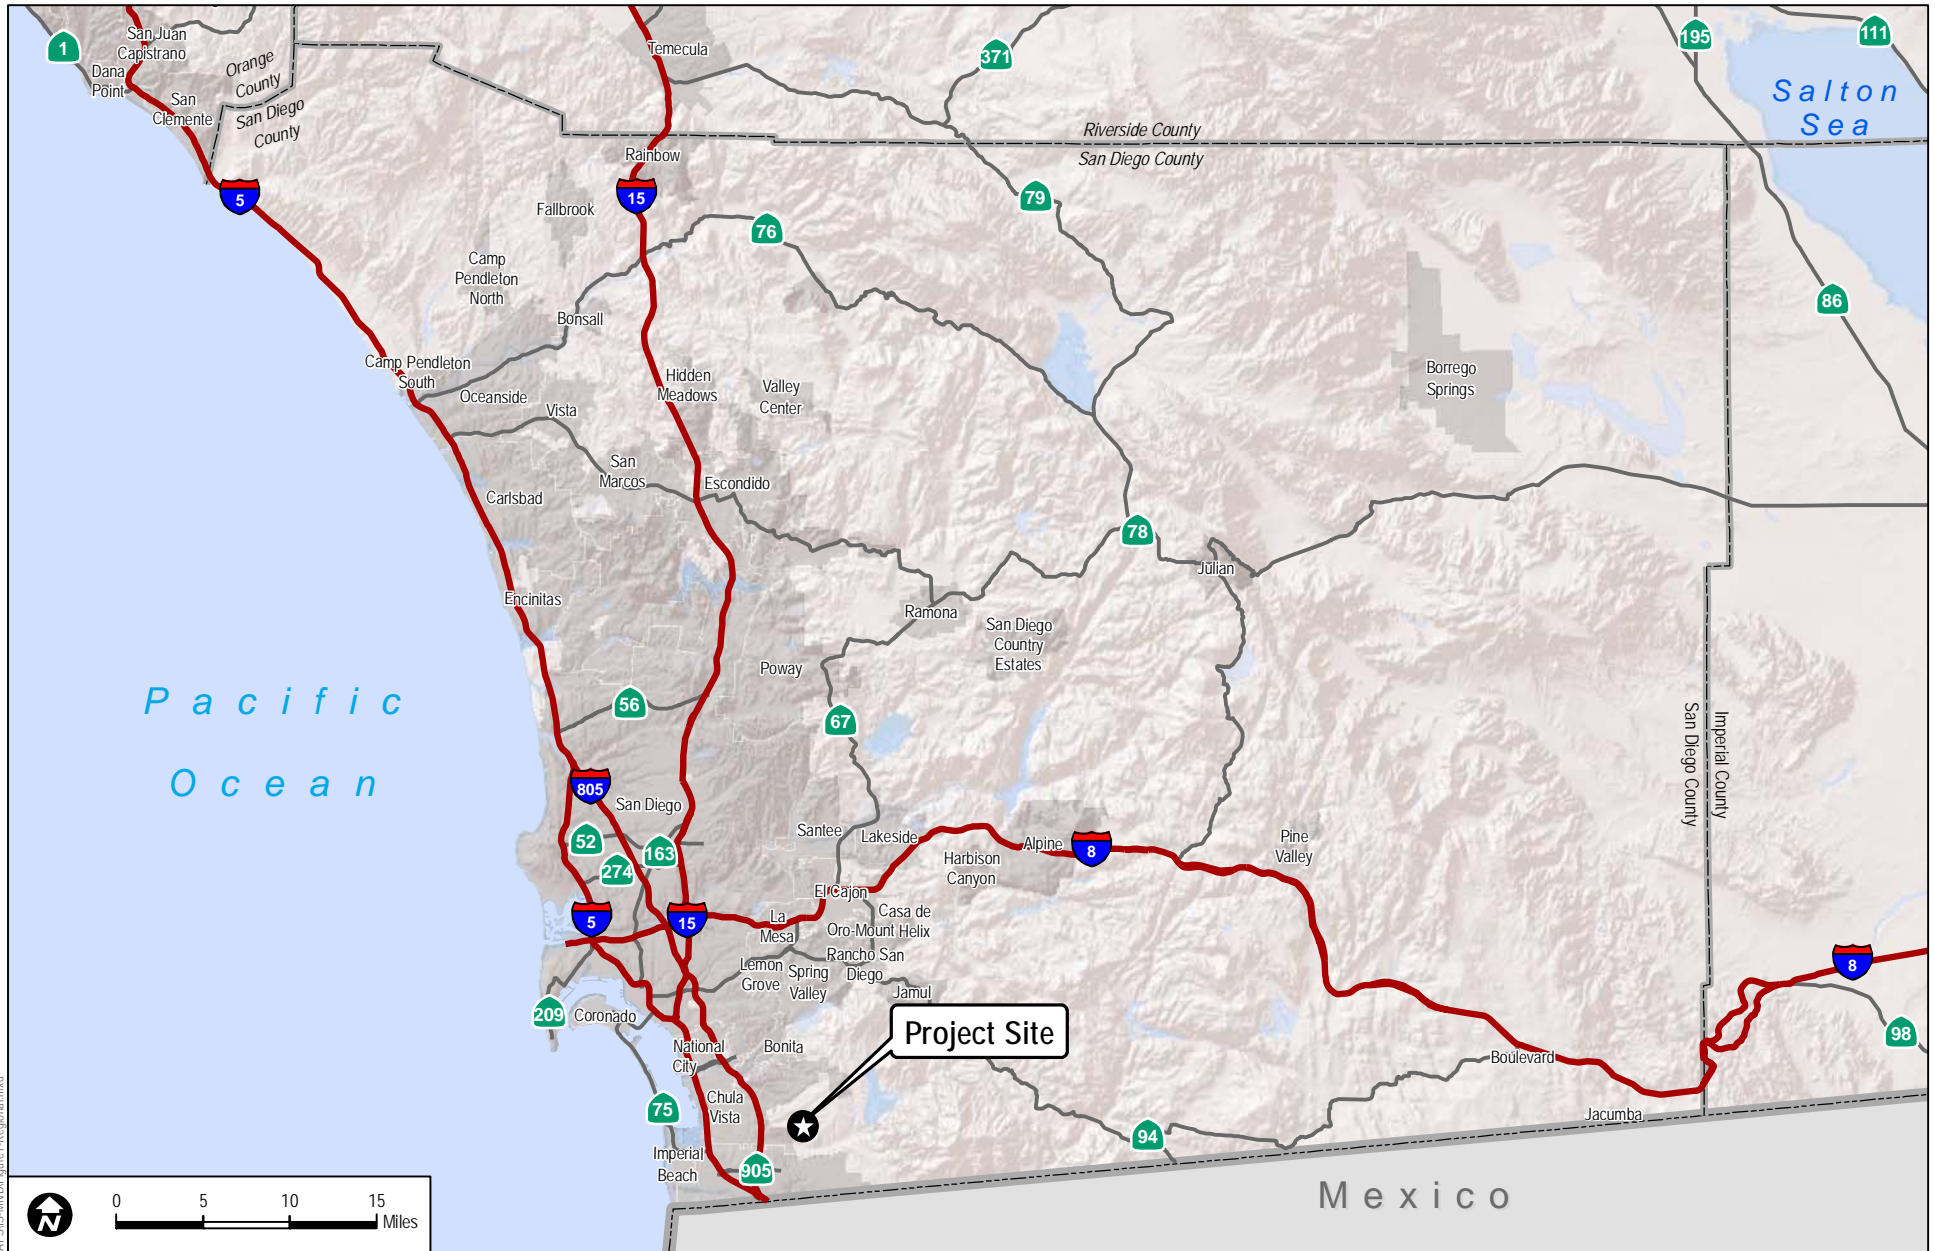 San Juan
Capistrano
1
Dana
Point
San
Clemente
Orange
County
San Diego
County
Temecula
371
195
111
Salton
Sea
Riverside County
San Diego County
Rainbow
5
15
Fallbrook
76
79
86
Camp
Pendleton
North
Bonsall
Camp Pendleton
South
Oceanside
Vista
Hidden
Meadows
Valley
Center
Borrego
Springs
San
Marcos
Escondido
Carlsbad
78
Julian
Encinitas
Ramona
San Diego
Country
Estates
Poway
Pacific
Ocean
56
67
San Diego County
Imperial County
805
San Diego
52
274
163
Santee
Lakeside
Harbison
Canyon
Alpine
8
Pine
Valley
El Cajon
5
15
La
Mesa
Casa de
Oro-Mount Helix
Rancho San
Diego
Lemon
Grove
Spring
Valley
Jamul
8
98
209
Coronado
Project Site
National
City
Bonita
Boulevard
75
Chula
Vista
Jacumba
94
Imperial
Beach
905
Mexico
N
0 5 10 15
Miles